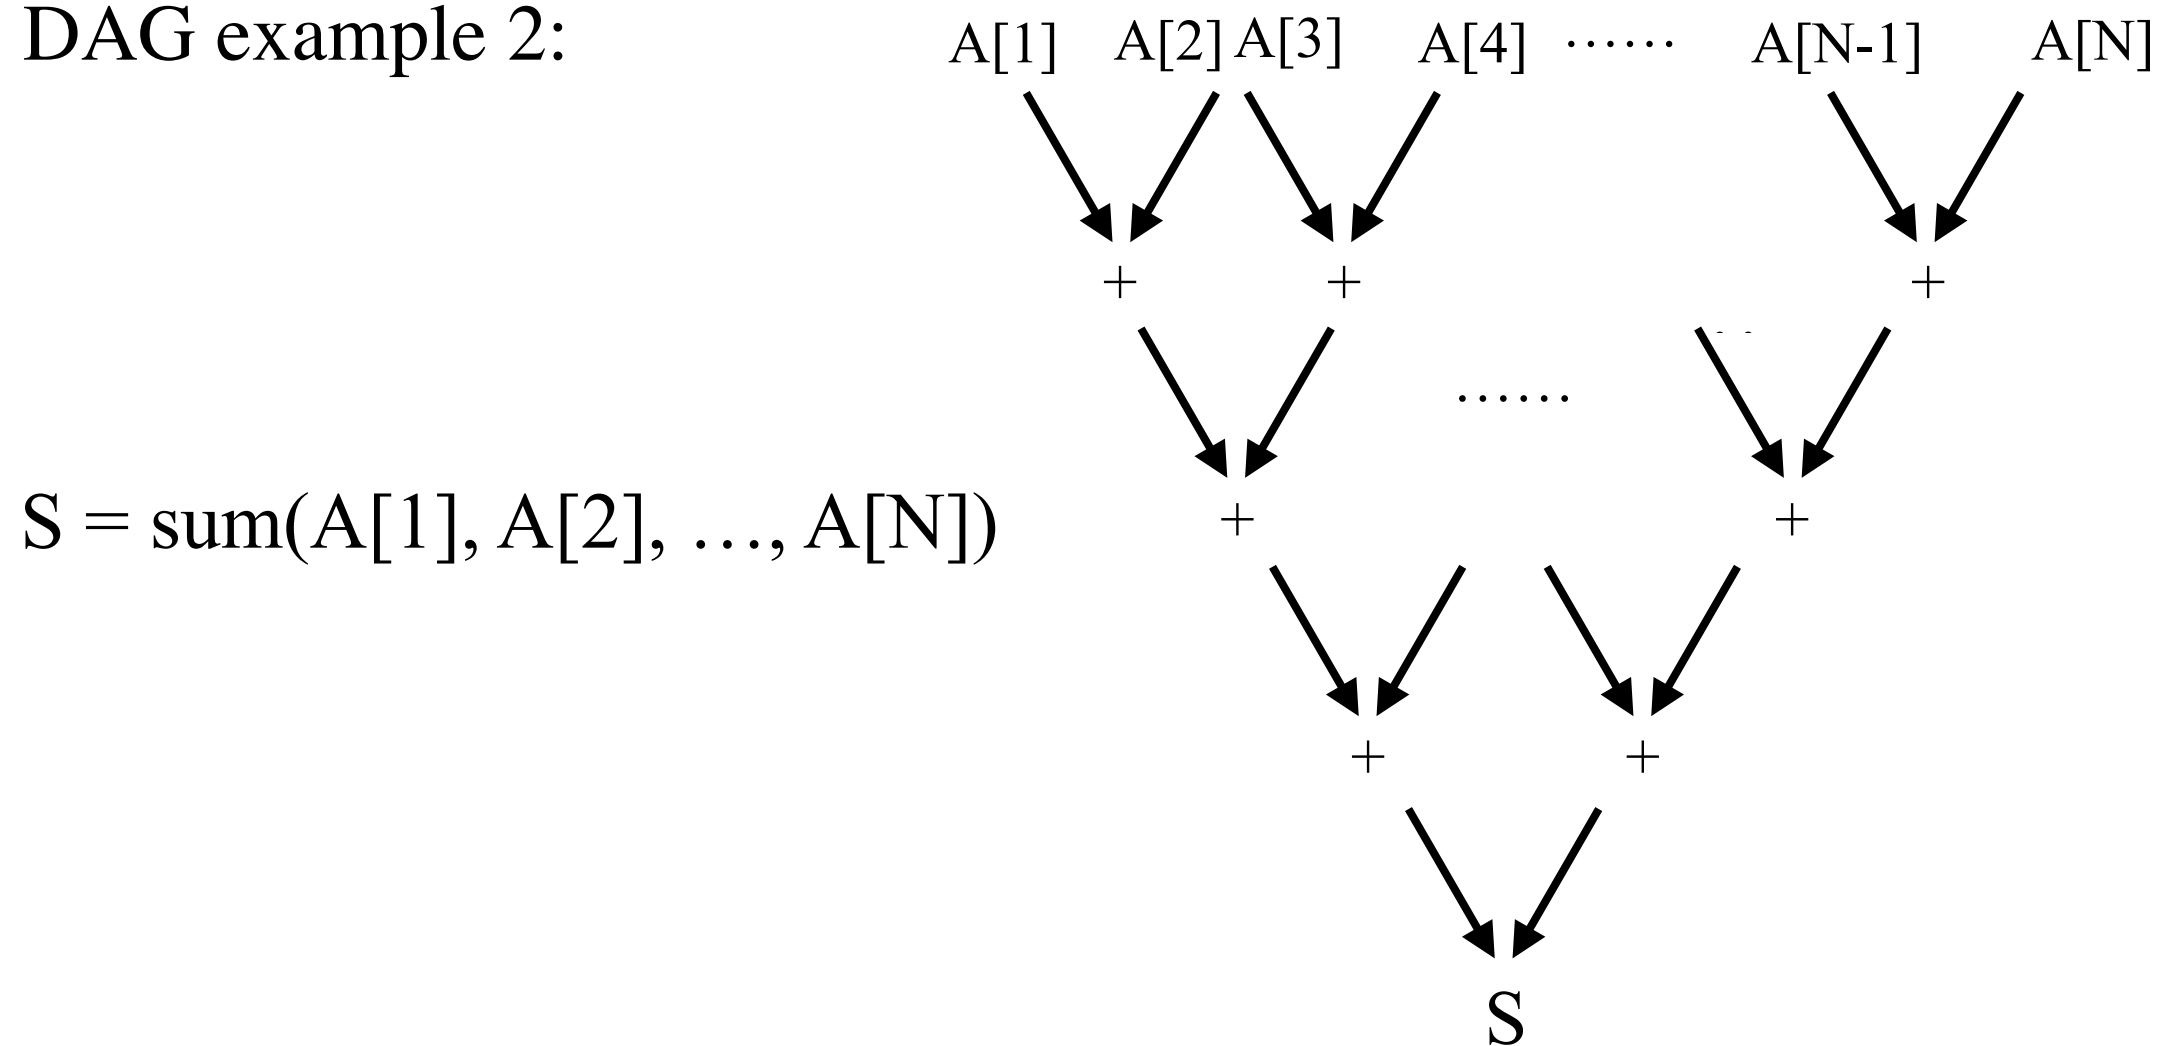 DAG example 2:
A[1] A[2] A[3] A[4] ...... A[N-1] A[N]
+ + +
......
S = sum(A[1], A[2], …, A[N])
+ +
+ +
S